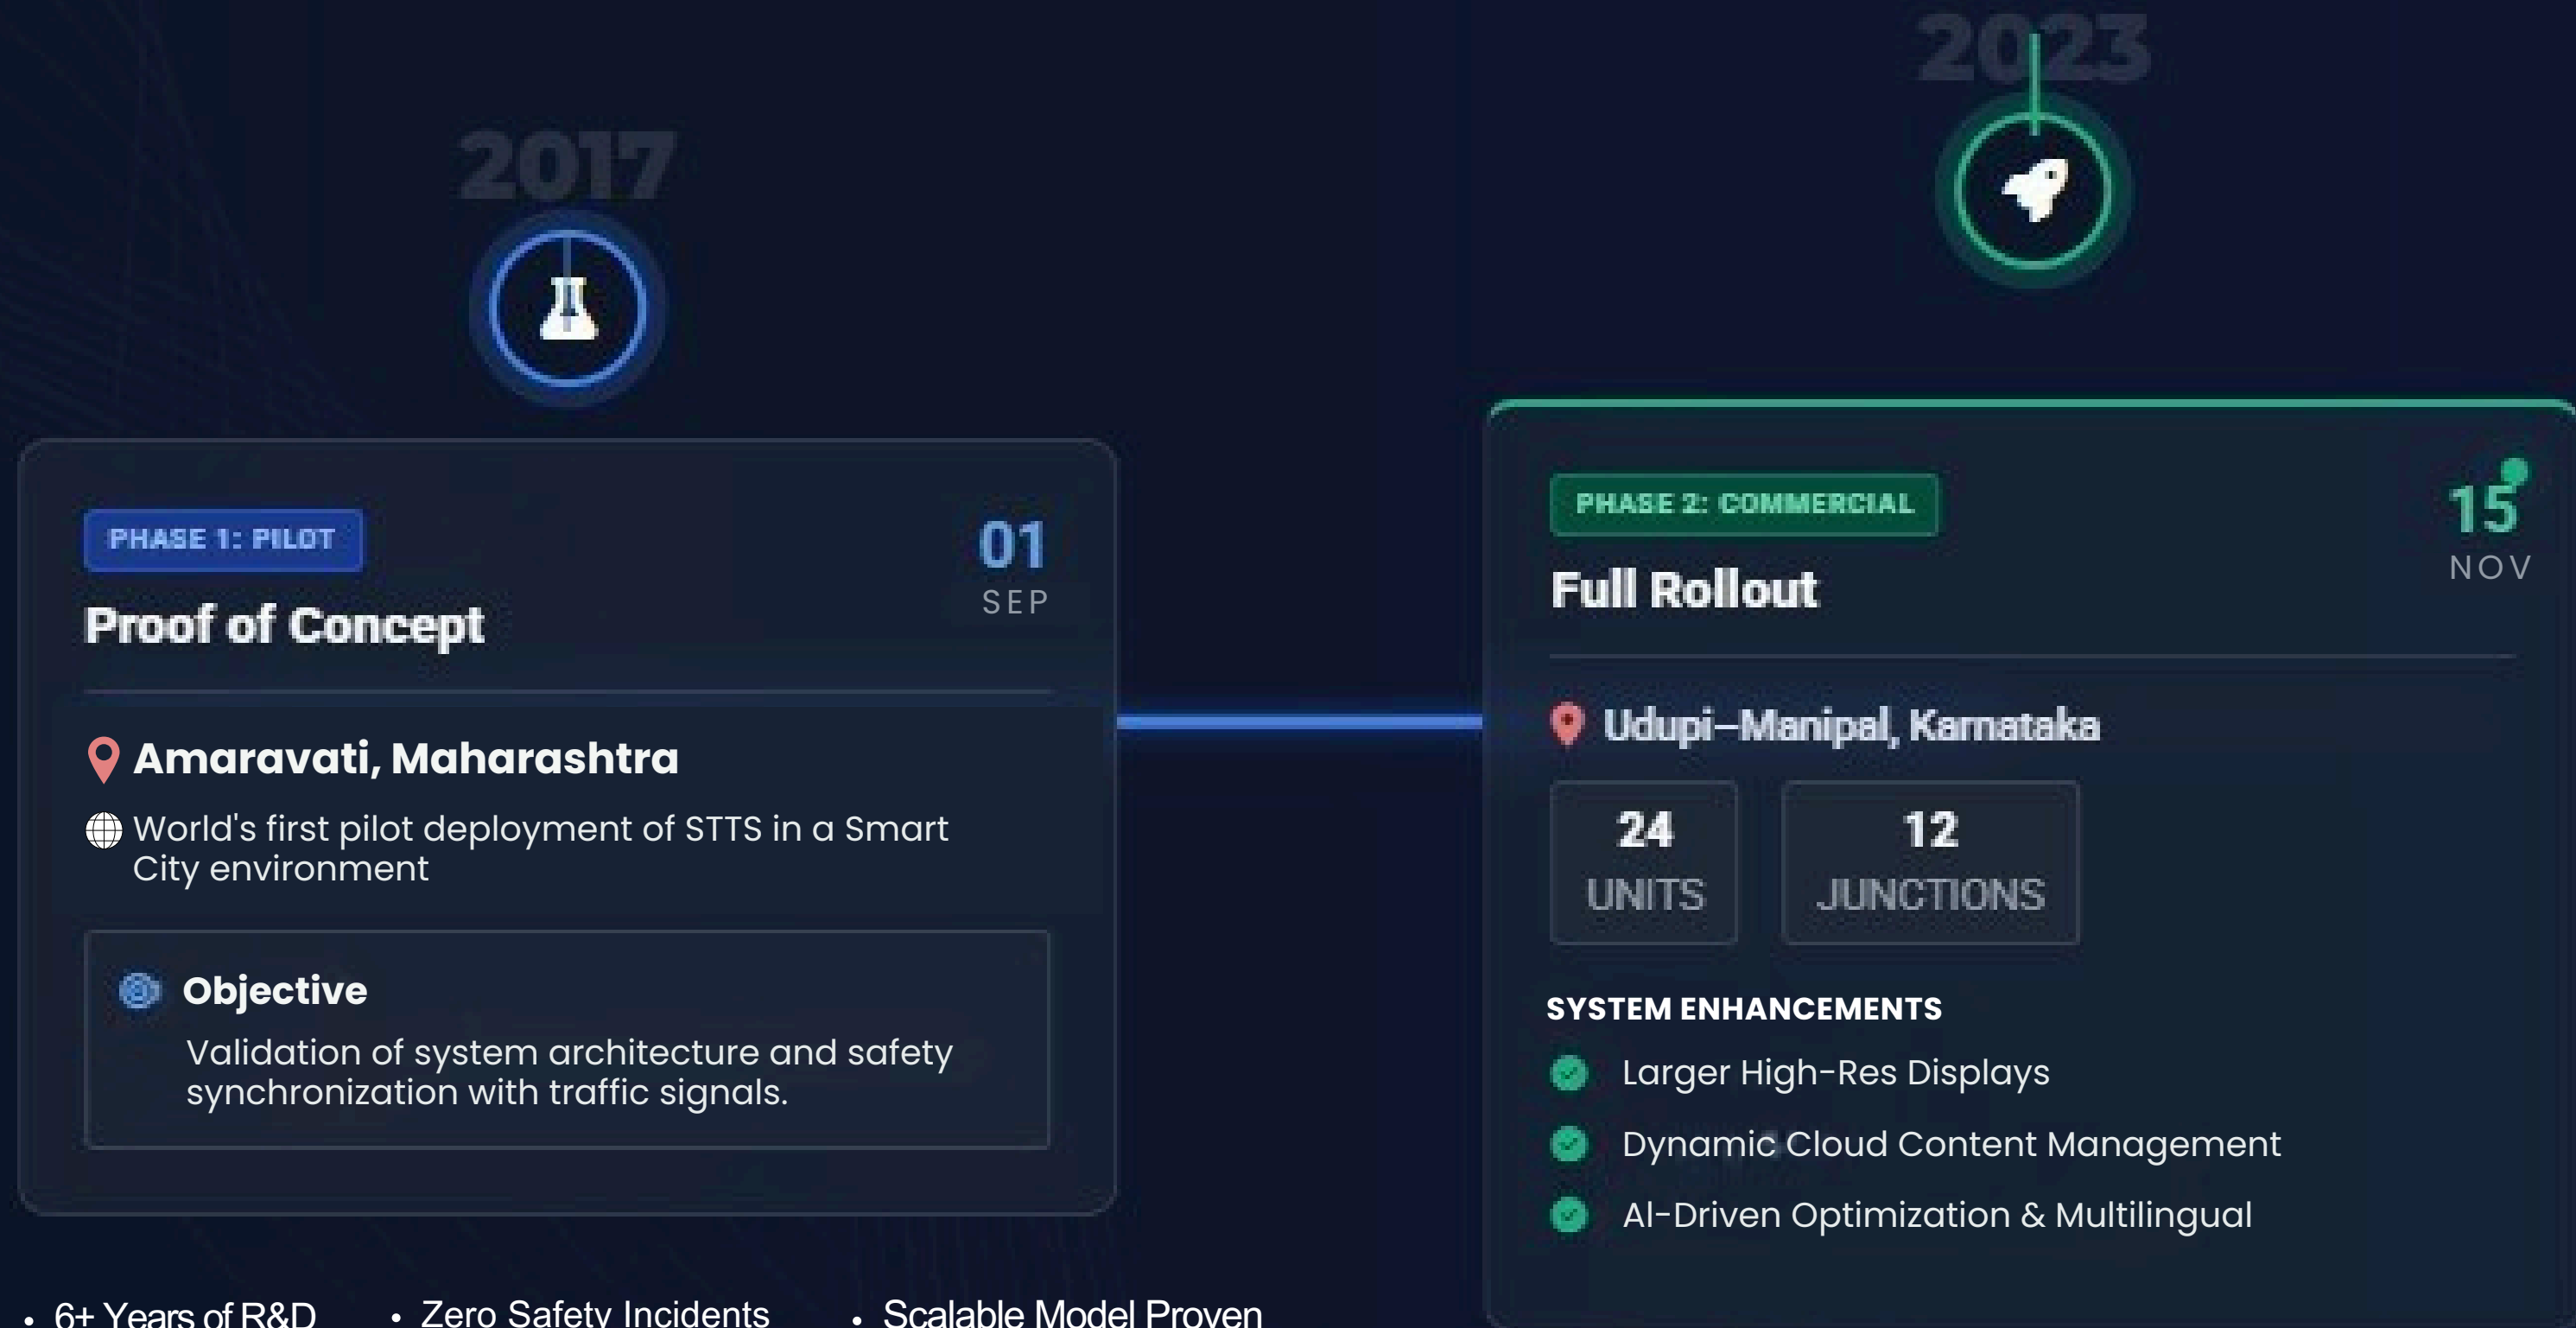 2017
PHASE 1: PILOT
01
SEP
Proof of Concept
Amaravati, Maharashtra
World's first pilot deployment of STTS in a Smart
City environment
Objective
Validation of system architecture and safety
synchronization with traffic signals.
2023
PHASE 2: COMMERCIAL
15
NOV
Full Rollout
Udupi–Manipal, Karnataka
24
UNITS
12
JUNCTIONS
SYSTEM ENHANCEMENTS
Larger High-Res Displays
Dynamic Cloud Content Management
AI-Driven Optimization & Multilingual
• 6+ Years of R&D
• Zero Safety Incidents
• Scalable Model Proven